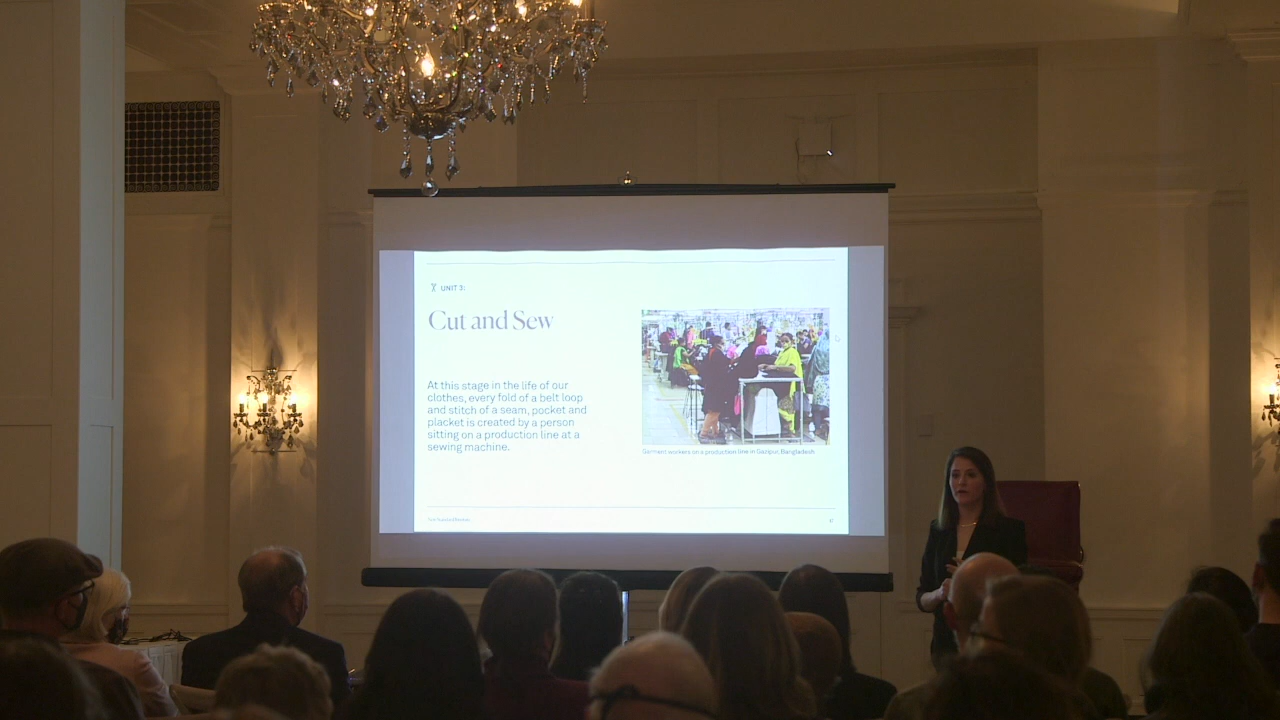 UNIT 3:
Cut and Sew
At this stage in the life of our
clothes, every fold of a belt loop
and stitch of a seam, pocket and
placket is created by a person
sitting on a production line at a
sewing machine.
Garment workers on a production line in Gazipur, Bangladesh.